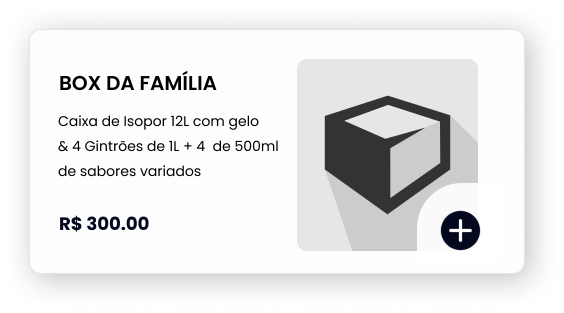 BOX DA FAMÍLIA
Caixa de Isopor 12L com gelo
& 4 Gintrões de 1L + 4 de 500ml
de sabores variados
R$ 300.00